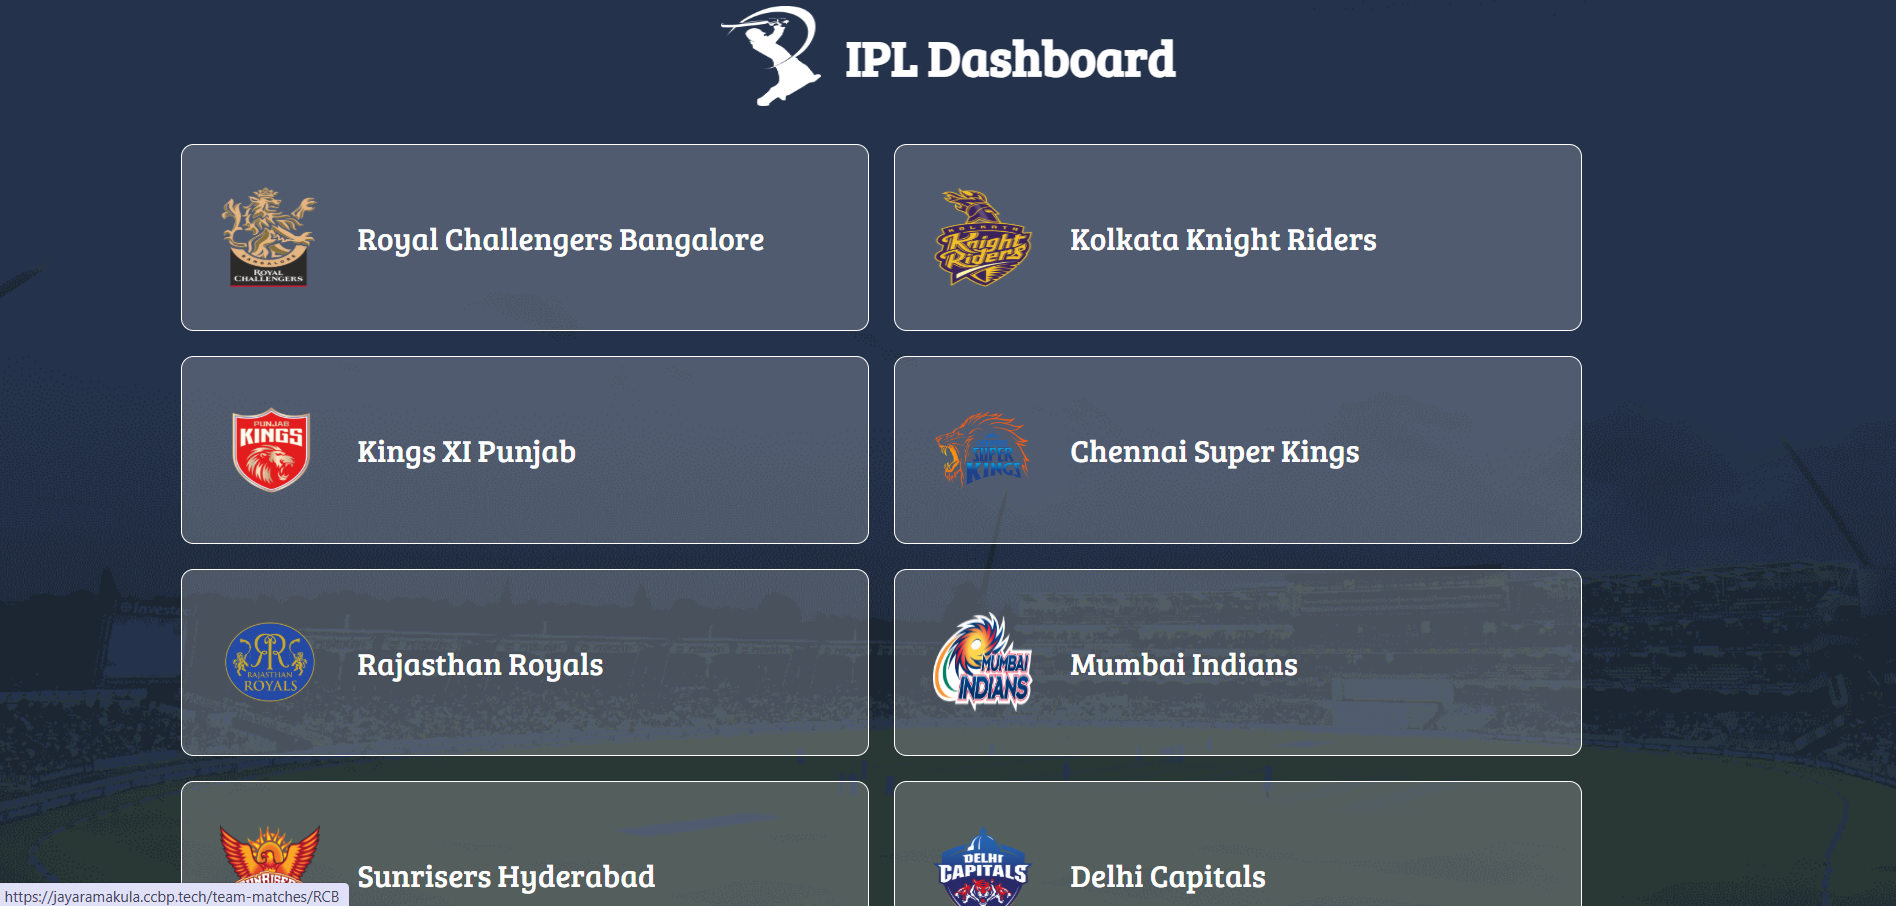 IPL Dashboard
ROYAL
CHALLENGERS
Royal Challengers Bangalore
KOLKATA
Knight
Riders
Kolkata Knight Riders
PUNJAB
KINGS
Kings XI Punjab
SUPER
KINGS
Chennai Super Kings
RAJASTHAN
ROYALS
Rajasthan Royals
MUMBAI
INDIANS
Mumbai Indians
Sunrisers Hyderabad
DELHI
CAPITALS
Delhi Capitals
https://jayaramakula.ccbp.tech/team-matches/RCB